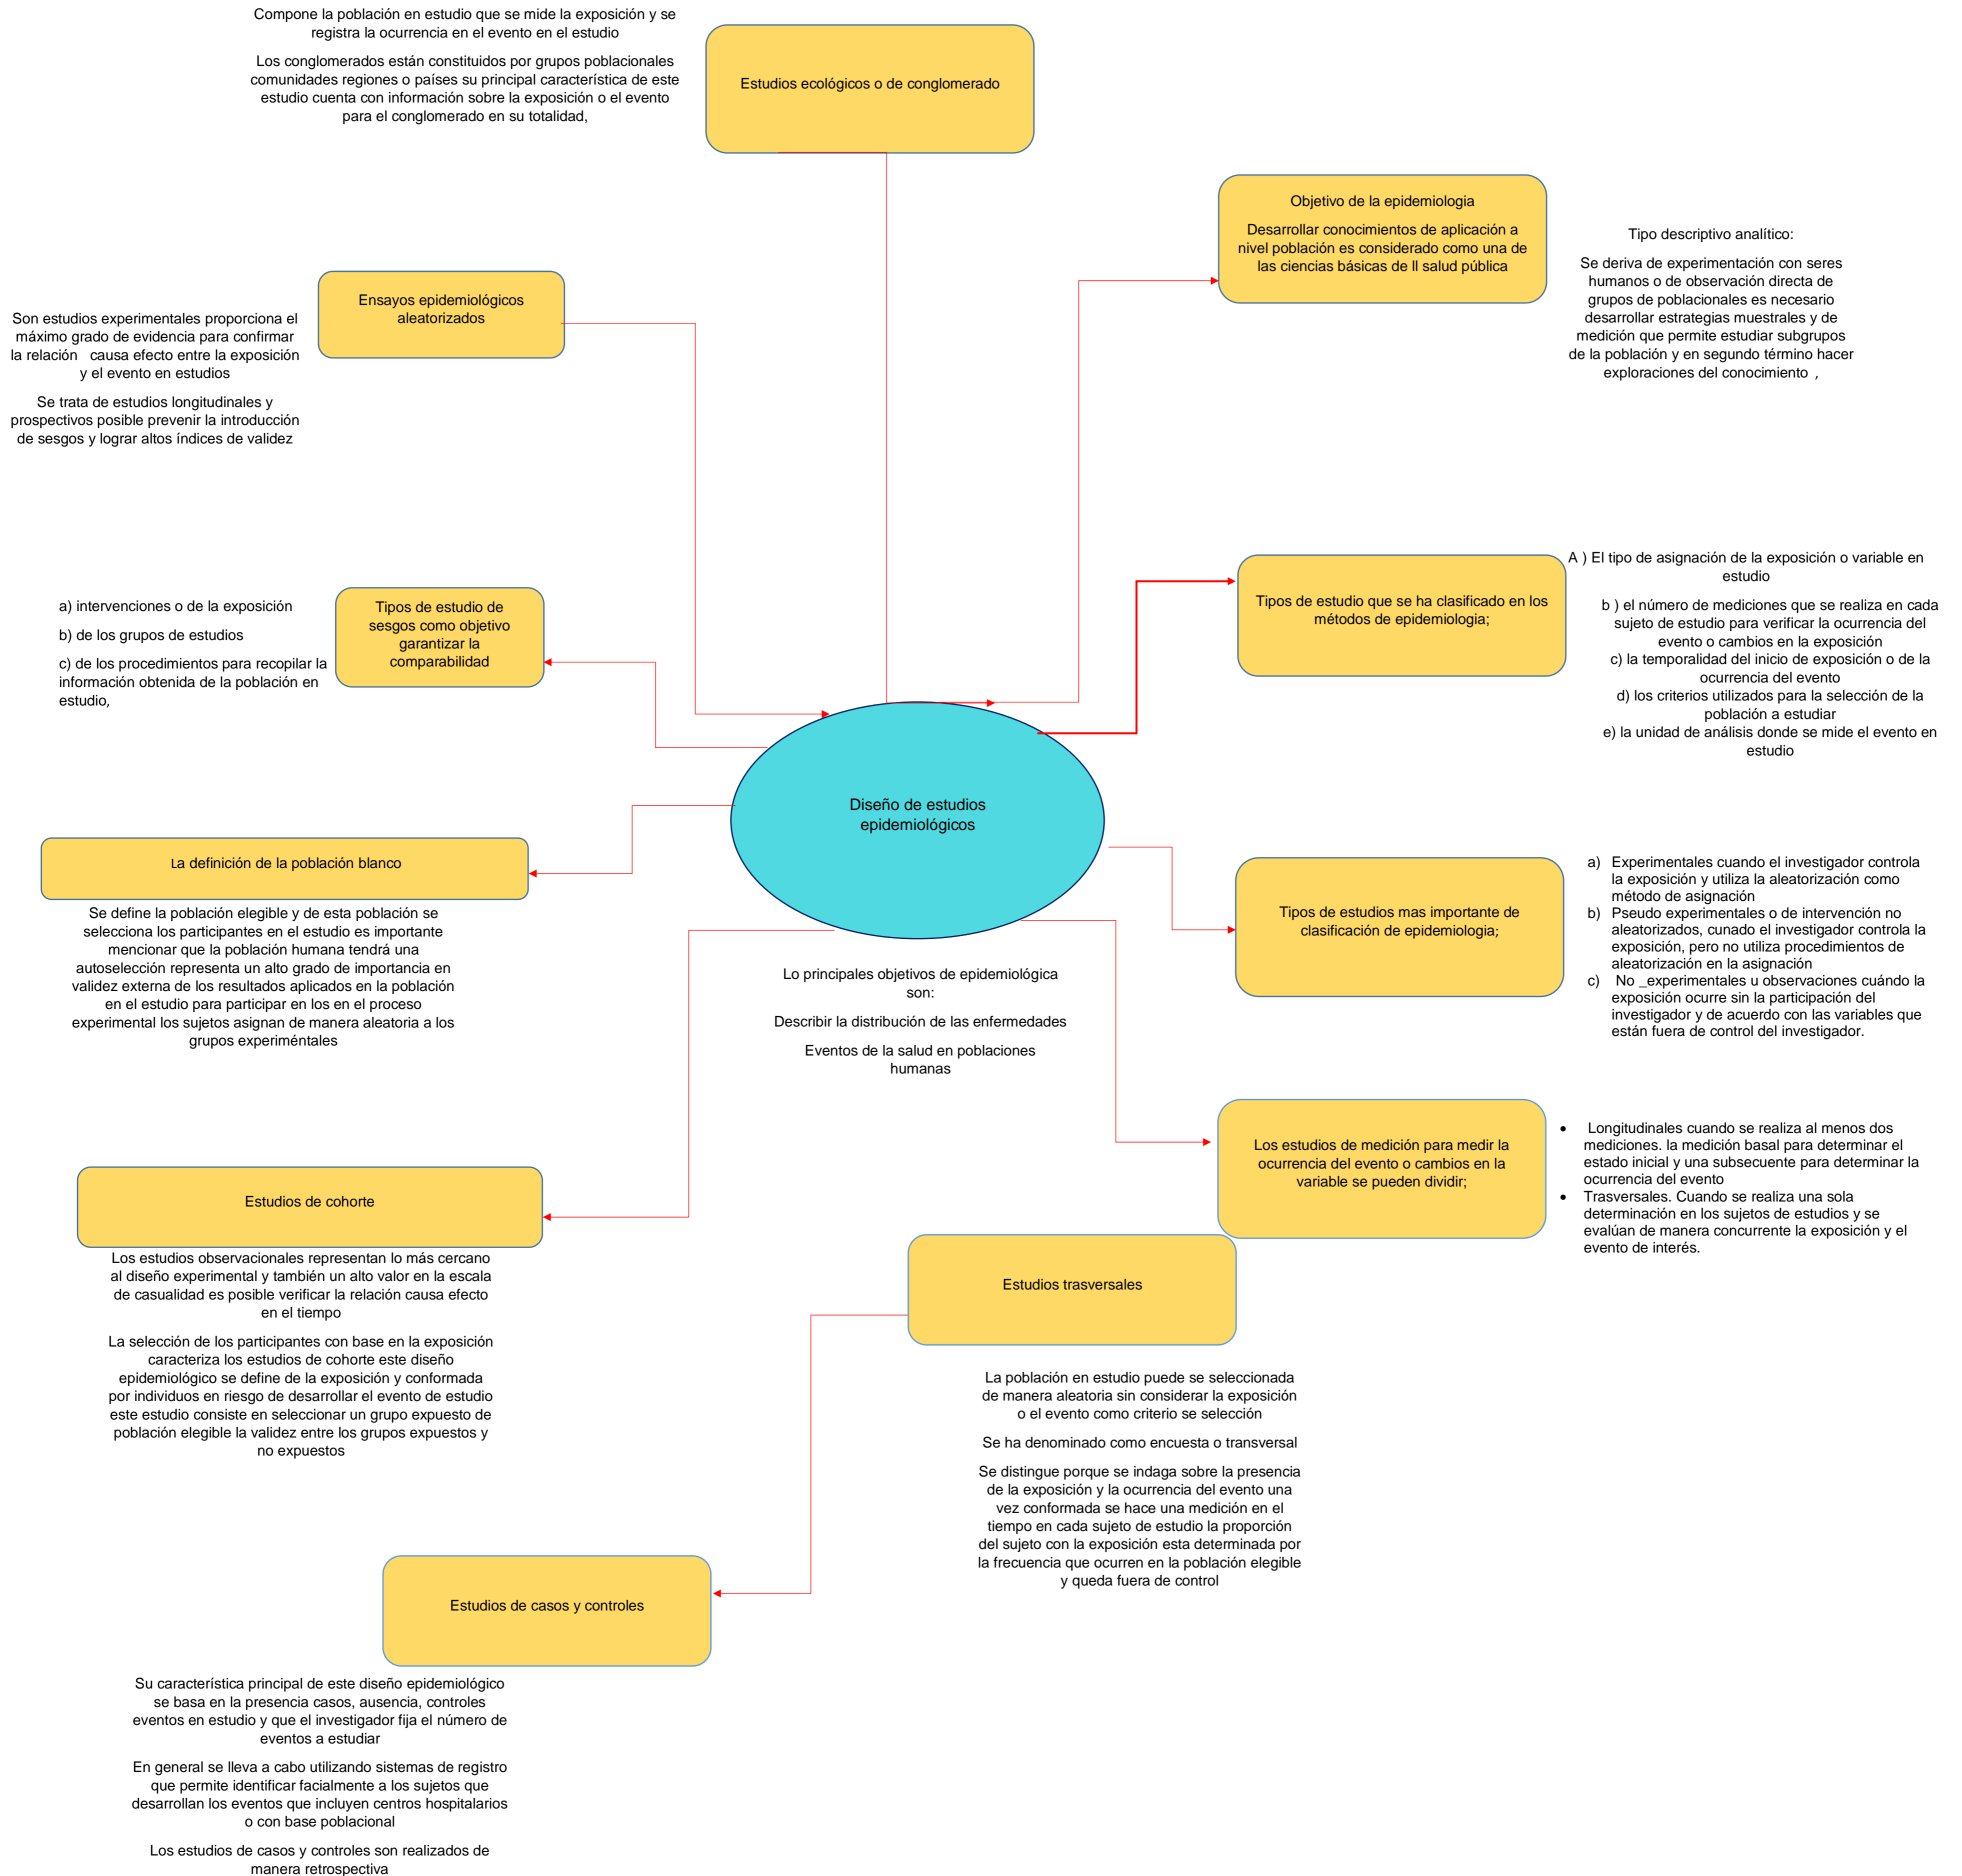 Compone la población en estudio que se mide la exposición y se
registra la ocurrencia en el evento en el estudio
Los conglomerados están constituidos por grupos poblacionales
comunidades regiones o países su principal característica de este
estudio cuenta con información sobre la exposición o el evento
para el conglomerado en su totalidad,
Estudios ecológicos o de conglomerado
Objetivo de la epidemiologia
Desarrollar conocimientos de aplicación a
nivel población es considerado como una de
las ciencias básicas de ll salud pública
Tipo descriptivo analítico:
Se deriva de experimentación con seres
humanos o de observación directa de
grupos de poblacionales es necesario
desarrollar estrategias muestrales y de
medición que permite estudiar subgrupos
de la población y en segundo término hacer
exploraciones del conocimiento ,
Ensayos epidemiológicos
aleatorizados
Son estudios experimentales proporciona el
máximo grado de evidencia para confirmar
la relación causa efecto entre la exposición
y el evento en estudios
Se trata de estudios longitudinales y
prospectivos posible prevenir la introducción
de sesgos y lograr altos índices de validez
Tipos de estudio de
sesgos como objetivo
garantizar la
comparabilidad
a) intervenciones o de la exposición
b) de los grupos de estudios
c) de los procedimientos para recopilar la
información obtenida de la población en
estudio,
Tipos de estudio que se ha clasificado en los
métodos de epidemiologia;
A ) El tipo de asignación de la exposición o variable en
estudio
b ) el número de mediciones que se realiza en cada
sujeto de estudio para verificar la ocurrencia del
evento o cambios en la exposición
c) la temporalidad del inicio de exposición o de la
ocurrencia del evento
d) los criterios utilizados para la selección de la
población a estudiar
e) la unidad de análisis donde se mide el evento en
estudio
Diseño de estudios
epidemiológicos
La definición de la población blanco
Se define la población elegible y de esta población se
selecciona los participantes en el estudio es importante
mencionar que la población humana tendrá una
autoselección representa un alto grado de importancia en
validez externa de los resultados aplicados en la población
en el estudio para participar en los en el proceso
experimental los sujetos asignan de manera aleatoria a los
grupos experiméntales
Tipos de estudios mas importante de
clasificación de epidemiologia;
a) Experimentales cuando el investigador controla
la exposición y utiliza la aleatorización como
método de asignación
b) Pseudo experimentales o de intervención no
aleatorizados, cunado el investigador controla la
exposición, pero no utiliza procedimientos de
aleatorización en la asignación
c) No _experimentales u observaciones cuándo la
exposición ocurre sin la participación del
investigador y de acuerdo con las variables que
están fuera de control del investigador.
Lo principales objetivos de epidemiológica
son:
Describir la distribución de las enfermedades
Eventos de la salud en poblaciones
humanas
Los estudios de medición para medir la
ocurrencia del evento o cambios en la
variable se pueden dividir;
• Longitudinales cuando se realiza al menos dos
mediciones. la medición basal para determinar el
estado inicial y una subsecuente para determinar la
ocurrencia del evento
• Trasversales. Cuando se realiza una sola
determinación en los sujetos de estudios y se
evalúan de manera concurrente la exposición y el
evento de interés.
Estudios de cohorte
Los estudios observacionales representan lo más cercano
al diseño experimental y también un alto valor en la escala
de casualidad es posible verificar la relación causa efecto
en el tiempo
La selección de los participantes con base en la exposición
caracteriza los estudios de cohorte este diseño
epidemiológico se define de la exposición y conformada
por individuos en riesgo de desarrollar el evento de estudio
este estudio consiste en seleccionar un grupo expuesto de
población elegible la validez entre los grupos expuestos y
no expuestos
Estudios trasversales
La población en estudio puede se seleccionada
de manera aleatoria sin considerar la exposición
o el evento como criterio se selección
Se ha denominado como encuesta o transversal
Se distingue porque se indaga sobre la presencia
de la exposición y la ocurrencia del evento una
vez conformada se hace una medición en el
tiempo en cada sujeto de estudio la proporción
del sujeto con la exposición esta determinada por
la frecuencia que ocurren en la población elegible
y queda fuera de control
Estudios de casos y controles
Su característica principal de este diseño epidemiológico
se basa en la presencia casos, ausencia, controles
eventos en estudio y que el investigador fija el número de
eventos a estudiar
En general se lleva a cabo utilizando sistemas de registro
que permite identificar facialmente a los sujetos que
desarrollan los eventos que incluyen centros hospitalarios
o con base poblacional
Los estudios de casos y controles son realizados de
manera retrospectiva